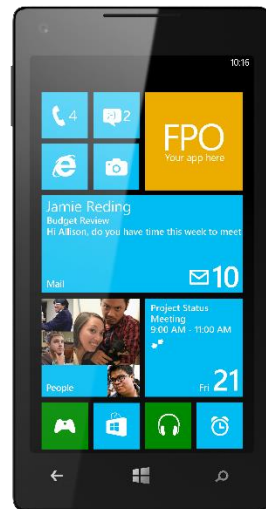 10:16
4
2
FPO
Your app here
Jamie Reding
Budget Review
Hi Allison, do you have time this week to meet
Mail
10
Project Status
Meeting
9:00 AM - 11:00 AM
People
Fri 21